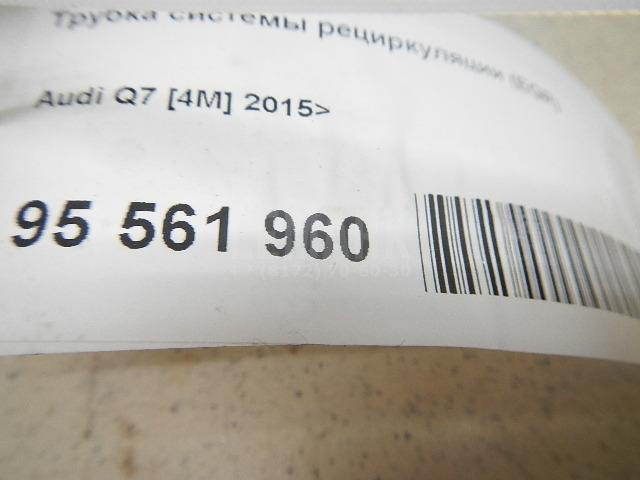 Трубка системы рециркуляции (EGR)
Audi Q7 [4M] 2015>
95 561 960